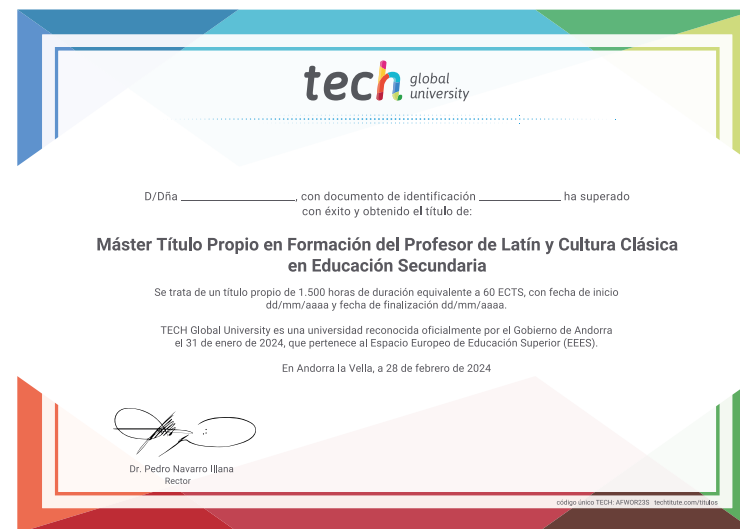 tech global
university
D/Dña ____________, con documento de identificación _________ ha superado
con éxito y obtenido el título de:
Máster Título Propio en Formación del Profesor de Latín y Cultura Clásica
en Educación Secundaria
Se trata de un título propio de 1.500 horas de duración equivalente a 60 ECTS, con fecha de inicio
dd/mm/aaaa y fecha de finalización dd/mm/aaaa.
TECH Global University es una universidad reconocida oficialmente por el Gobierno de Andorra
el 31 de enero de 2024, que pertenece al Espacio Europeo de Educación Superior (EEES).
En Andorra la Vella, a 28 de febrero de 2024
Dr. Pedro Navarro Illana
Rector
código único TECH: AFWOR23S techtitute.com/titulos